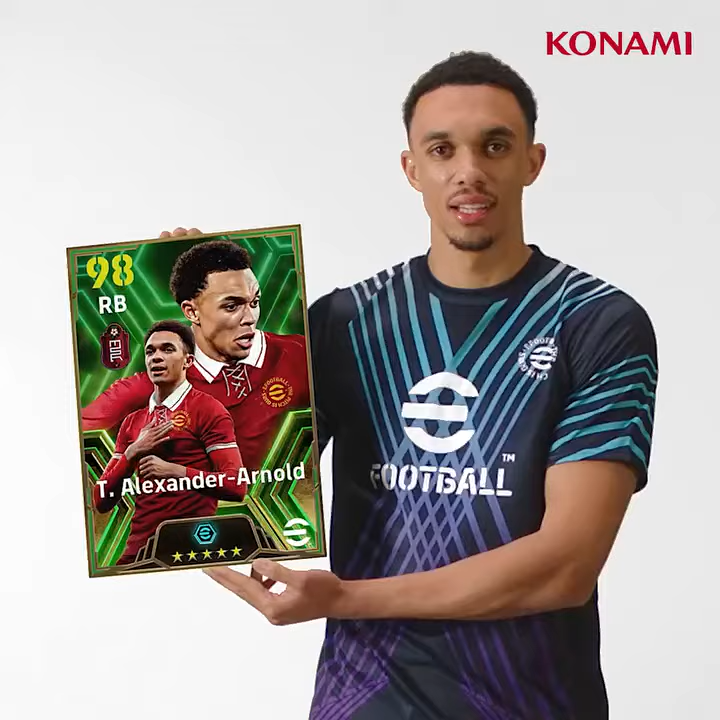 KONAMI
98
RB
T. Alexander-Arnold
★★★★★
FOOTBALL™